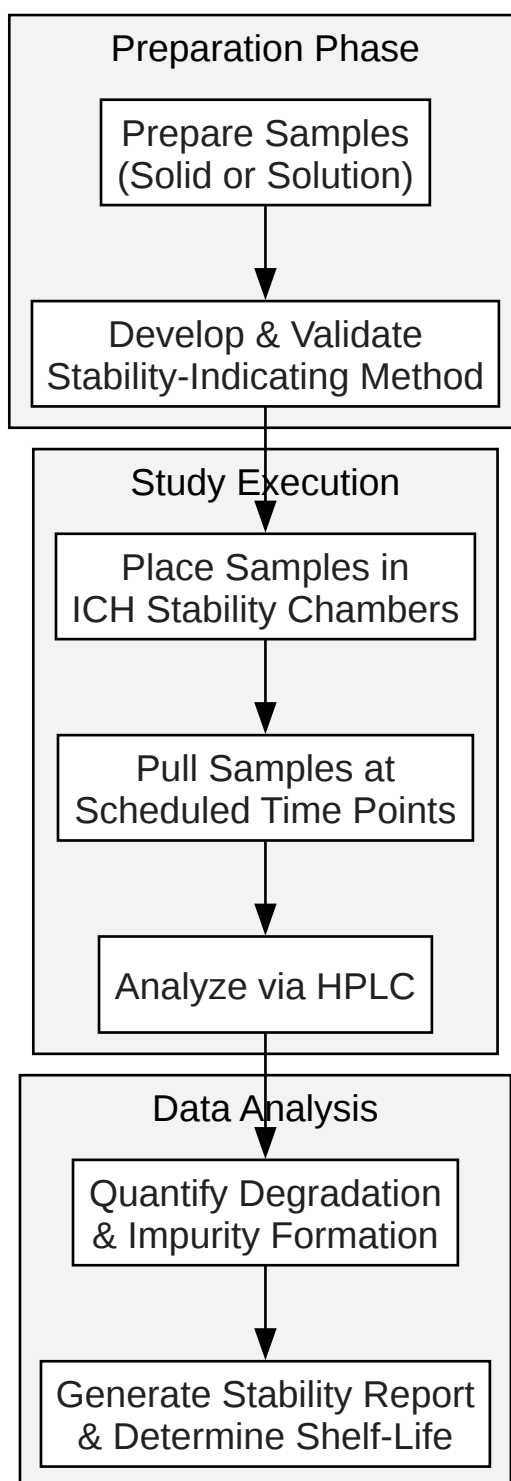 Preparation Phase
Prepare Samples
(Solid or Solution)
Develop & Validate
Stability-Indicating Method
Study Execution
Place Samples in
ICH Stability Chambers
Pull Samples at
Scheduled Time Points
Analyze via HPLC
Data Analysis
Quantify Degradation
& Impurity Formation
Generate Stability Report
& Determine Shelf-Life